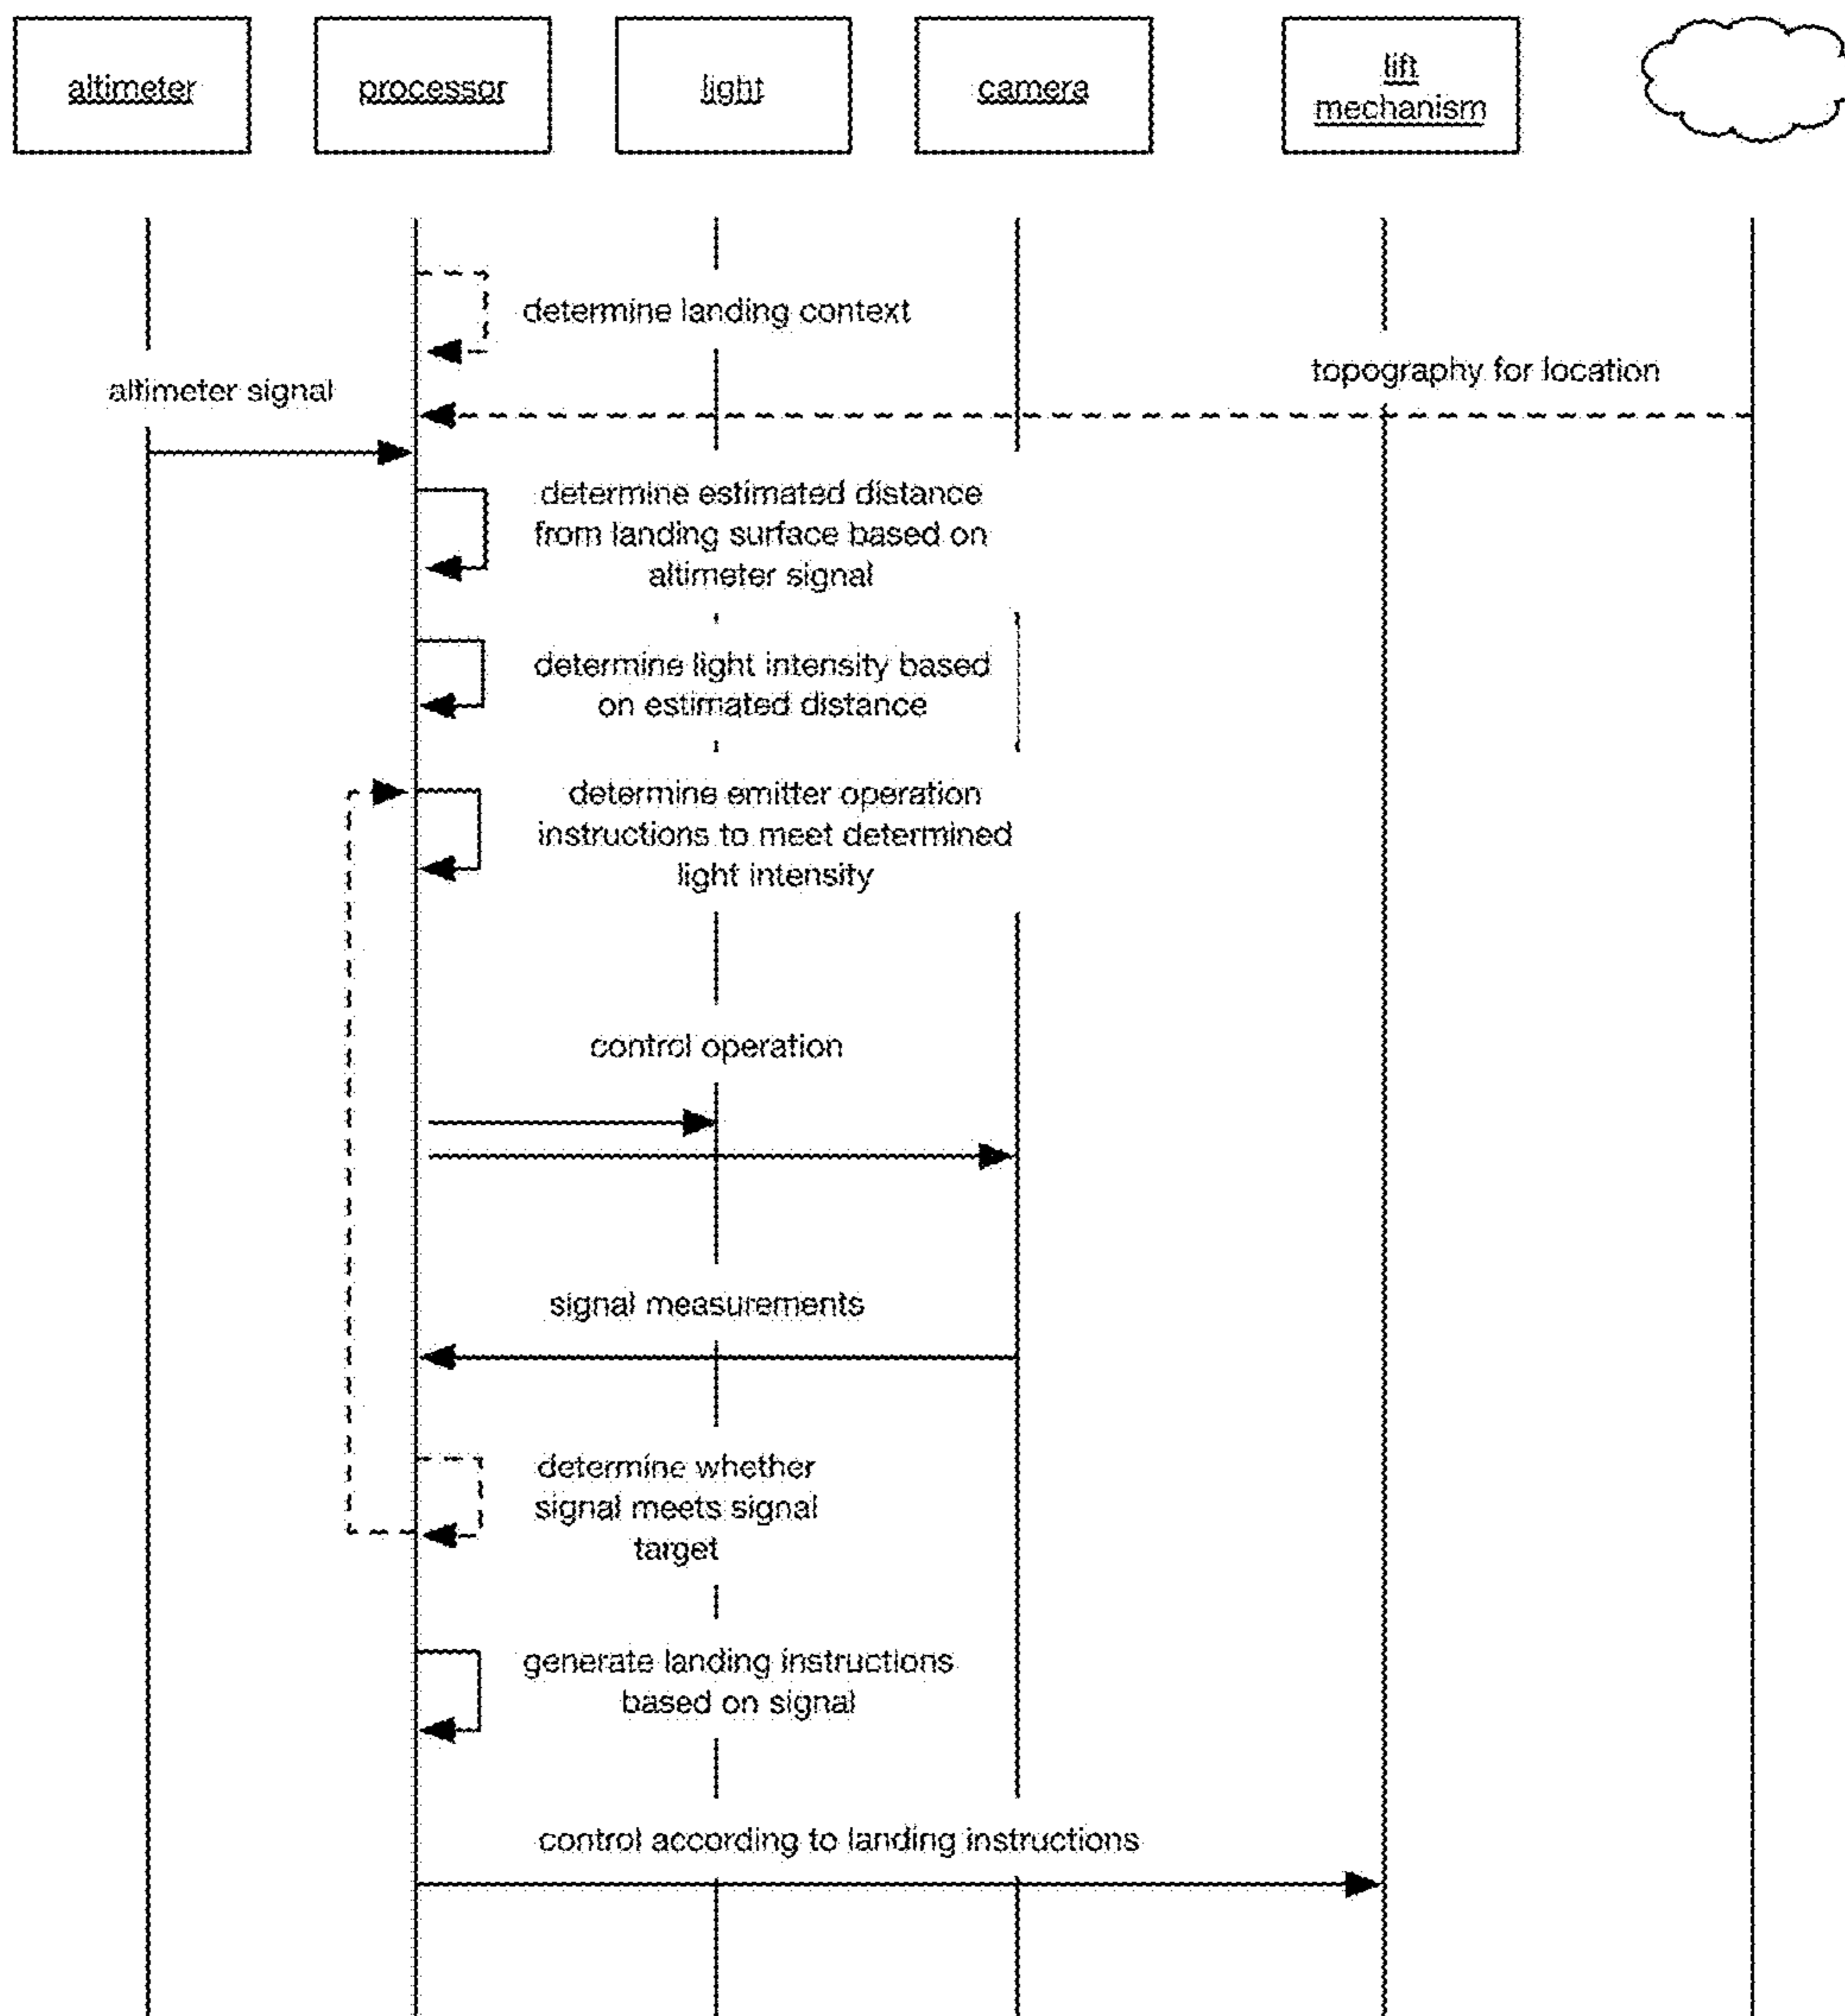 altimeter
processor
light
camera
lift
mechanism
determine landing context
topography for location
altimeter signal
determine estimated distance
from landing surface based on
altimeter signal
determine light intensity based
on estimated distance
determine emitter operation
instructions to meet determined
light intensity
control operation
signal measurements
determine whether
signal meets signal
target
generate landing instructions
based on signal
control according to landing instructions